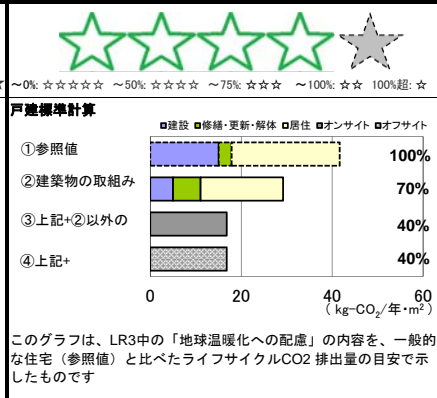 ☆ ～0%: ☆☆☆☆☆ ～50%: ☆☆☆☆ ～75%: ☆☆☆ ～100%: ☆☆ 100%超: ☆
戸建標準計算
■建設 ■修繕・更新・解体 □居住 ■オンサイト ■オフサイト
①参照値 100%
②建築物の取組み 70%
③上記+②以外の 40%
④上記+ 40%
0 20 40 60
( kg-CO₂/年・m² )
このグラフは、LR3中の「地球温暖化への配慮」の内容を、一般的
な住宅（参照値）と比べたライフサイクルCO2 排出量の目安で示
したものです